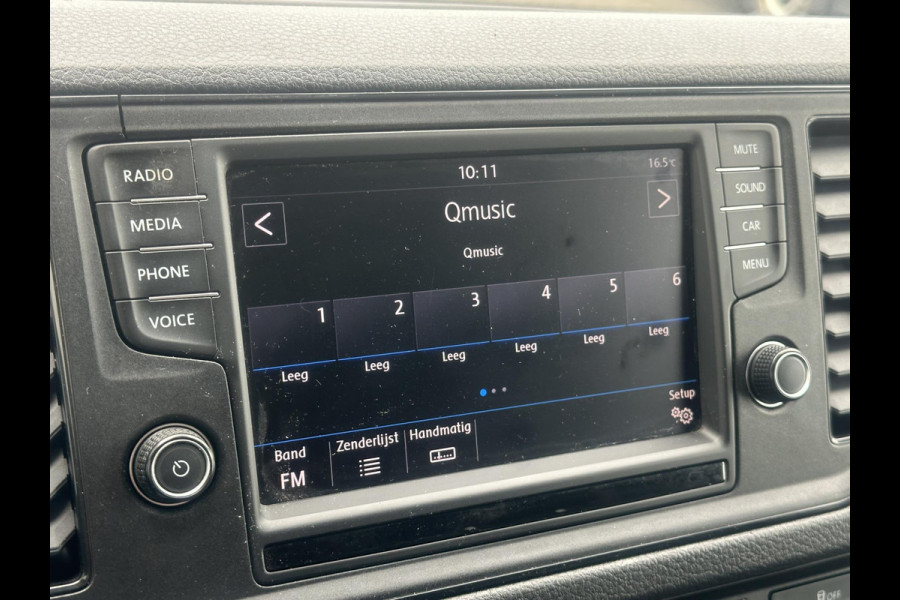 10:11
16.5°C
RADIO
MEDIA
PHONE
VOICE
MUTE
SOUND
CAR
MENU
<
Qmusic
>
Qmusic
1 2 3 4 5 6
Leeg Leeg Leeg Leeg Leeg Leeg
Setup
Band Zenderlijst Handmatig
FM
OFF